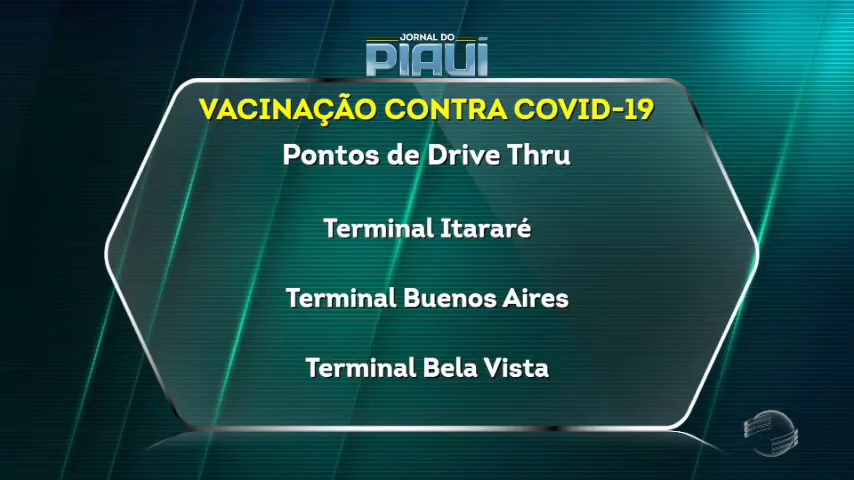 JORNAL DO
PIAUÍ
VACINAÇÃO CONTRA COVID-19
Pontos de Drive Thru
Terminal Itararé
Terminal Buenos Aires
Terminal Bela Vista